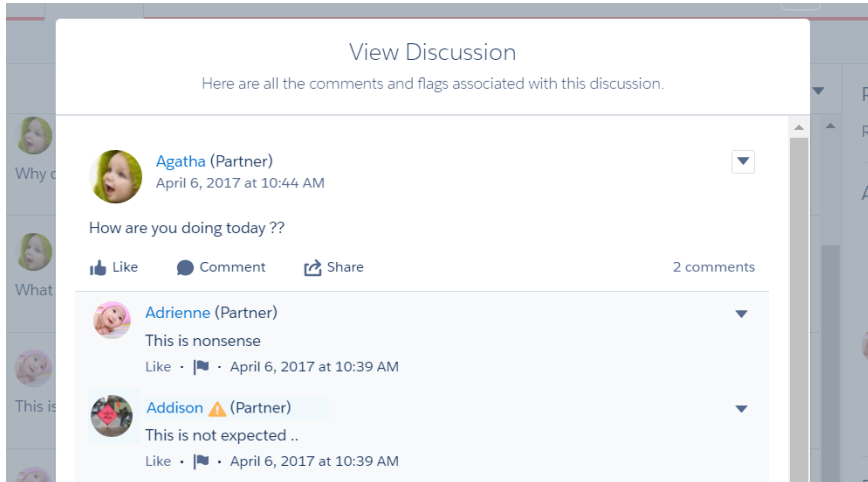 View Discussion
Here are all the comments and flags associated with this discussion.
Agatha (Partner)
April 6, 2017 at 10:44 AM
How are you doing today ??
Like Comment Share 2 comments
Adrienne (Partner)
This is nonsense
Like · April 6, 2017 at 10:39 AM
Addison (Partner)
This is not expected ..
Like · April 6, 2017 at 10:39 AM
Why
What
This is